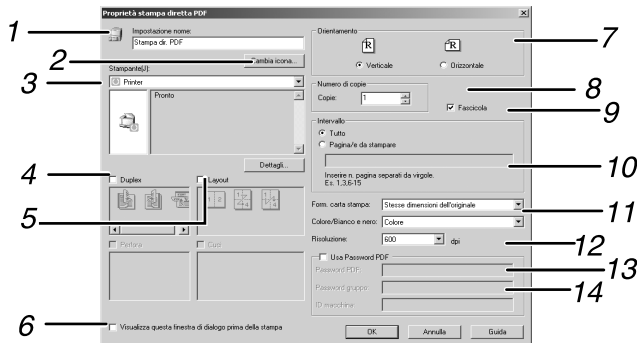 Proprietà stampa diretta PDF
1
Impostazione nome:
Stampa dir. PDF
2
Cambia icona...
Stampante(J):
3
Printer
Pronto
Dettagli...
4
Duplex
5
Layout
1 2
Perfora
Cuci
6
Visualizza questa finestra di dialogo prima della stampa
Orientamento
R
R
7
Verticale
Orizzontale
Numero di copie
Copie:
1
8
Fascicola
9
Intervallo
Tutto
Pagina/e da stampare
10
Inserire n. pagina separati da virgole.
Es. 1,3,6-15
Form. carta stampa:
Stesse dimensioni dell'originale
11
Colore/Bianco e nero:
Colore
Risoluzione:
600
dpi
12
Usa Password PDF
Password PDF:
13
Password gruppo:
14
ID macchina:
OK
Annulla
Guida